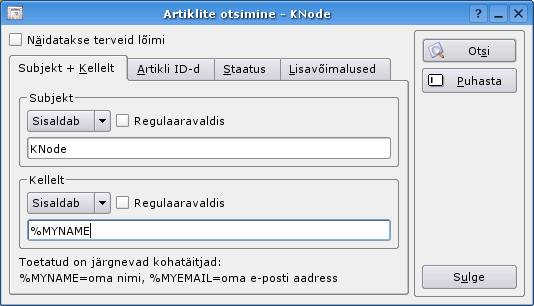 Artiklite otsimine - KNode
Näidatakse terveid lõimi
Subjekt + Kellelt
Artikli ID-d
Staatus
Lisavõimalused
Subjekt
Sisaldab
Regulaaravaldis
KNode
Kellelt
Sisaldab
Regulaaravaldis
%MYNAME
Toetatud on järgnevad kohatäitjad:
%MYNAME=oma nimi, %MYEMAIL=oma e-posti aadress
Otsi
Puhasta
Sulge